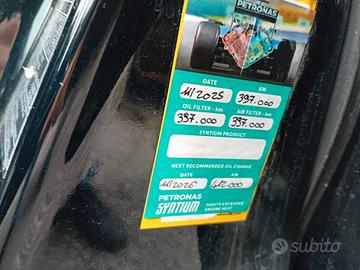 PETRONAS
DATE KM
11/2025 397.000
OIL FILTER - km AIR FILTER - km
397.000 397.000
SYNTIUM PRODUCT
NEXT RECOMMENDED OIL CHANGE
DATE KM
11/2026 412.000
PETRONAS
SYNTIUM
FIGHTS EXCESSIVE
ENGINE HEAT
subito